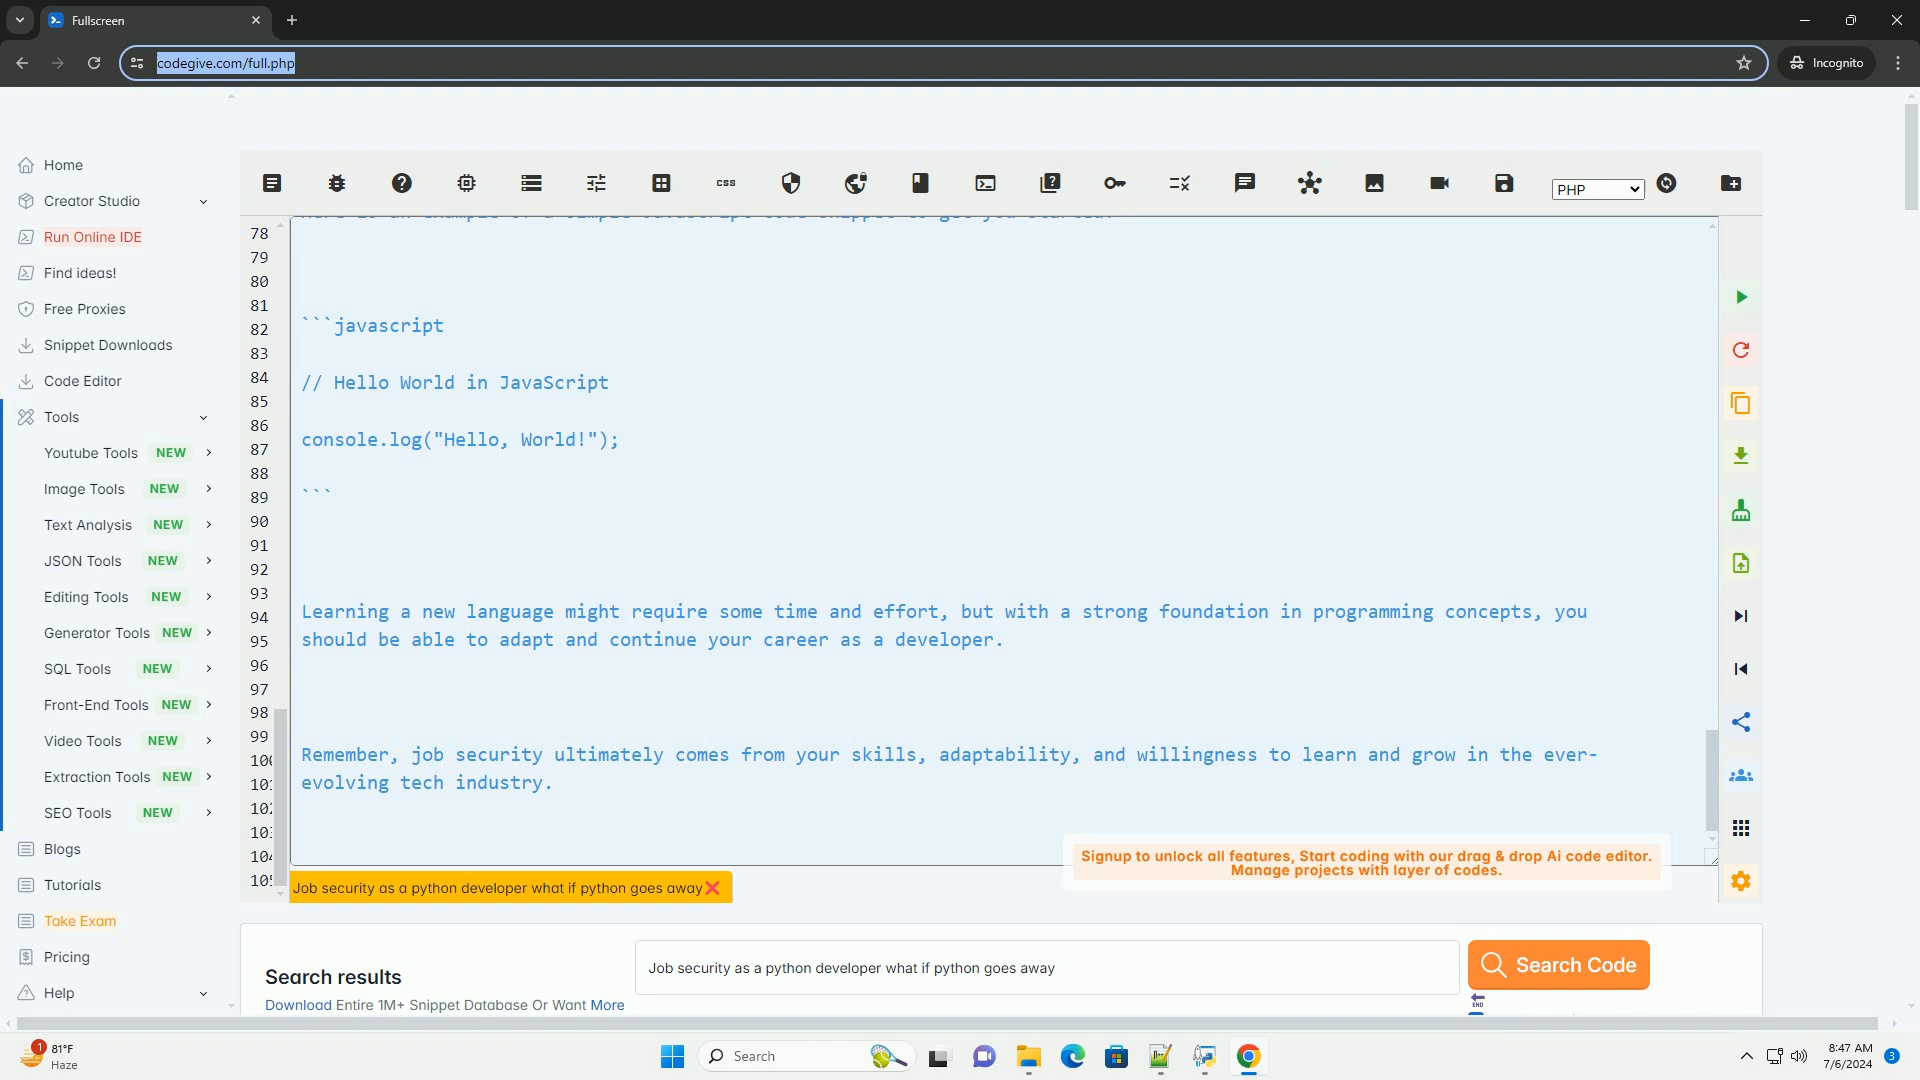 Fullscreen
codegive.com/full.php
Incognito
Home
Creator Studio
Run Online IDE
Find ideas!
Free Proxies
Snippet Downloads
Code Editor
Tools
Youtube Tools NEW
Image Tools NEW
Text Analysis NEW
JSON Tools NEW
Editing Tools NEW
Generator Tools NEW
SQL Tools NEW
Front-End Tools NEW
Video Tools NEW
Extraction Tools NEW
SEO Tools NEW
Blogs
Tutorials
Take Exam
Pricing
Help
css
PHP
78
79
80
81
82
83
84
85
86
87
88
89
90
91
92
93
94
95
96
97
98
99
```javascript
// Hello World in JavaScript
console.log("Hello, World!");
```
Learning a new language might require some time and effort, but with a strong foundation in programming concepts, you
should be able to adapt and continue your career as a developer.
Remember, job security ultimately comes from your skills, adaptability, and willingness to learn and grow in the ever-
evolving tech industry.
Signup to unlock all features, Start coding with our drag & drop Ai code editor.
Manage projects with layer of codes.
Job security as a python developer what if python goes away
Search results
Download Entire 1M+ Snippet Database Or Want More
Job security as a python developer what if python goes away
Search Code
END
1
81°F
Haze
Search
8:47 AM
7/6/2024
3